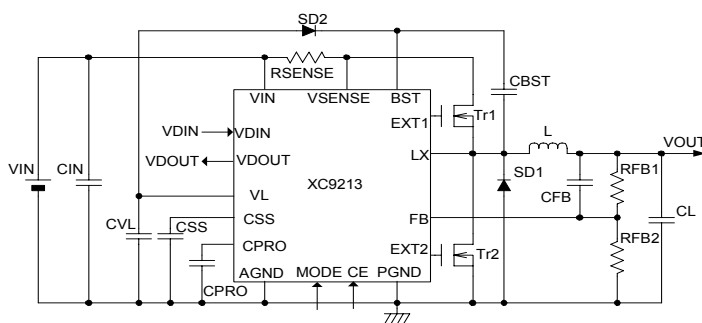 SD2
RSENSE
CBST
VIN VSENSE BST
EXT1
Tr1
VDIN
VDIN
LX
L
VOUT
VDOUT
VDOUT
RFB1
VIN
CIN
XC9213
SD1
CFB
VL
CSS
FB
CL
CVL
CSS
RFB2
CPRO
EXT2
Tr2
AGND MODE CE PGND
CPRO